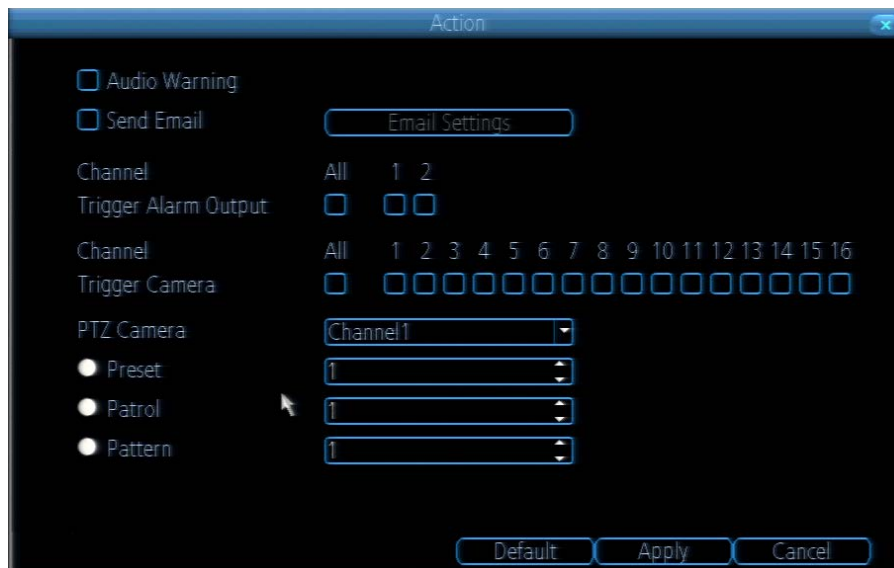 Action
Audio Warning
Send Email Email Settings
Channel All 1 2
Trigger Alarm Output
Channel All 1 2 3 4 5 6 7 8 9 10 11 12 13 14 15 16
Trigger Camera
PTZ Camera Channel1
Preset 1
Patrol 1
Pattern 1
Default Apply Cancel